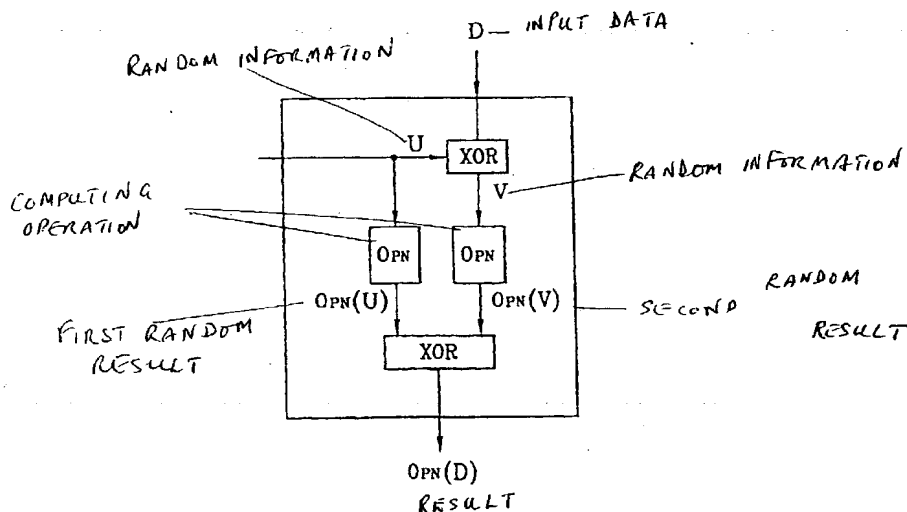 D — INPUT DATA
RANDOM INFORMATION
U
XOR
V
RANDOM INFORMATION
COMPUTING
OPERATION
OPN
OPN
OPN(U)
OPN(V)
FIRST RANDOM
RESULT
SECOND RANDOM
RESULT
XOR
OPN(D)
RESULT